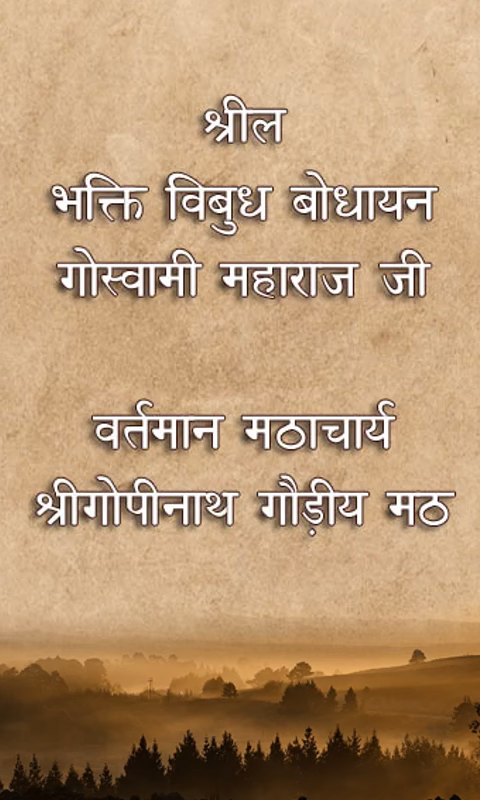 श्रील
भक्ति विबुध बोधायन
गोस्वामी महाराज जी
वर्तमान मठाचार्य
श्रीगोपीनाथ गौड़ीय मठ